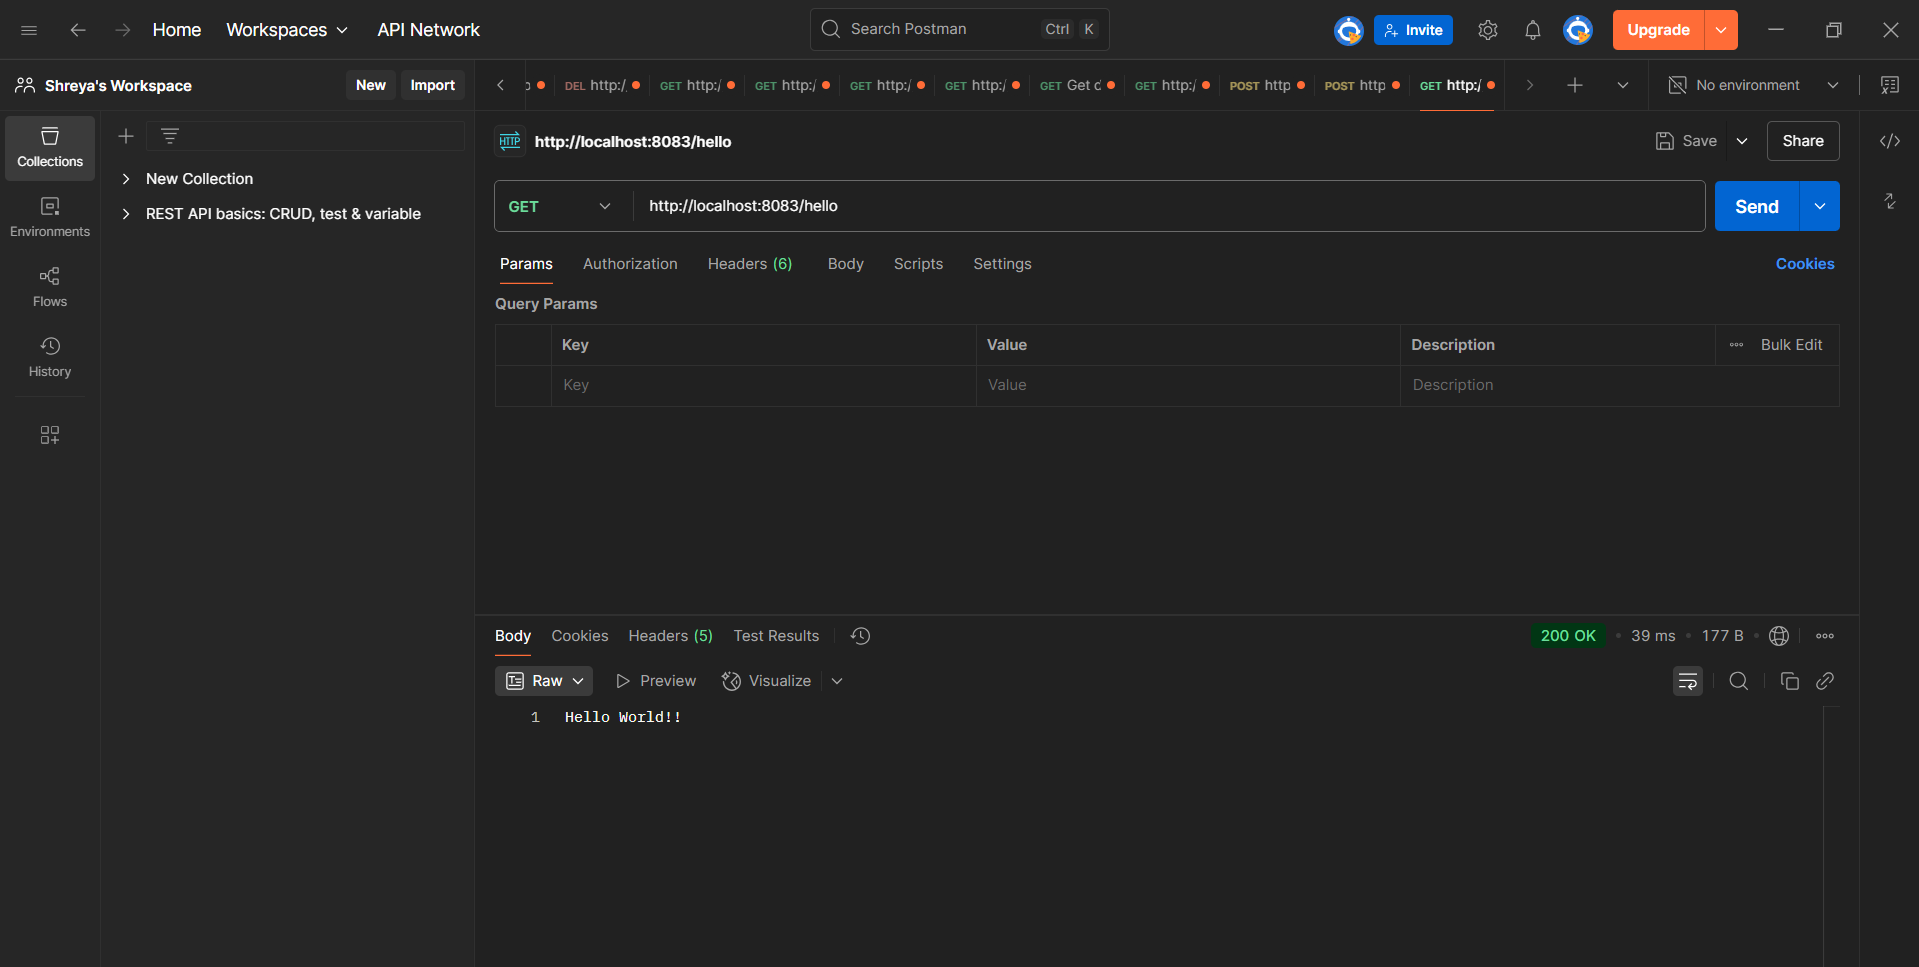 Home Workspaces API Network Search Postman Ctrl K Invite Upgrade
Shreya's Workspace New Import
DEL http:/ GET http:/ GET http:/ GET http:/ GET http:/ GET Get GET http:/ POST http POST http GET http:/ No environment
Collections
Environments
Flows
History
New Collection
REST API basics: CRUD, test & variable
HTTP http://localhost:8083/hello Save Share
GET http://localhost:8083/hello Send
Params Authorization Headers (6) Body Scripts Settings Cookies
Query Params
Key Value Description Bulk Edit
Key Value Description
Body Cookies Headers (5) Test Results 200 OK • 39 ms • 177 B
Raw Preview Visualize
1 Hello World!!